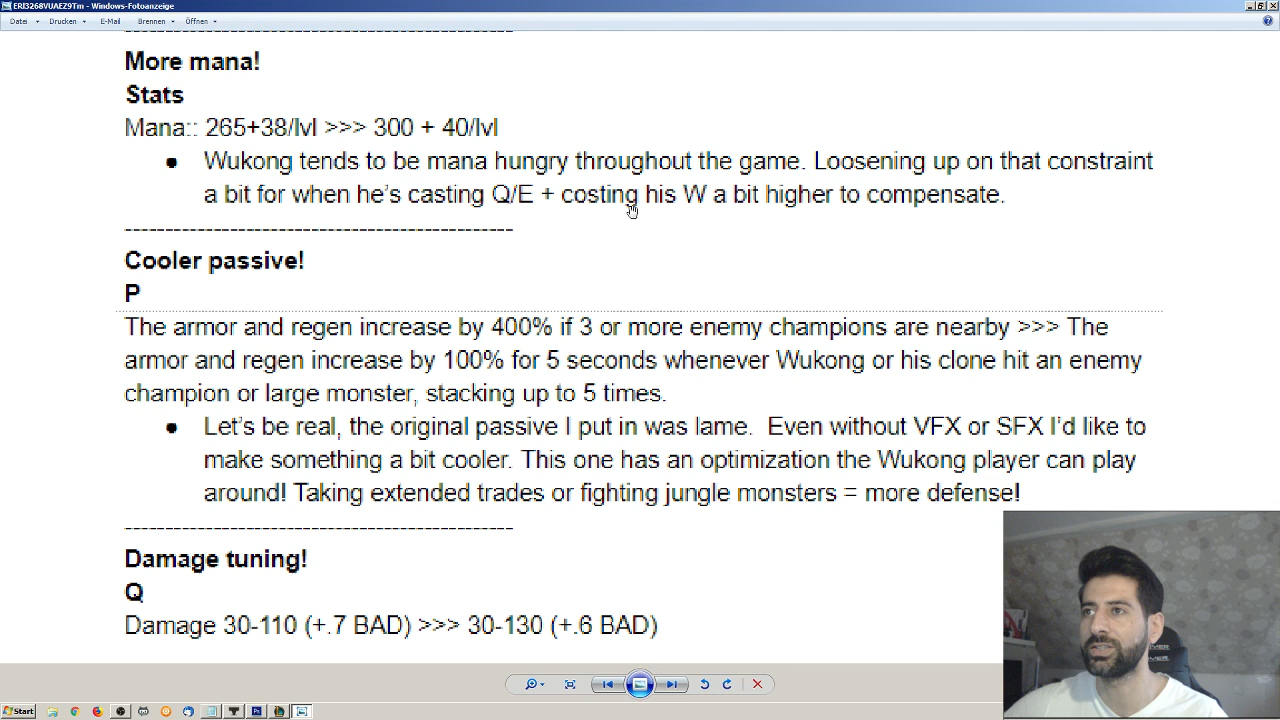 ERI3268VUAEZ9Tm - Windows-Fotoanzeige
Datei Drucken E-Mail Brennen Öffnen
------------------------------------------------
More mana!
Stats
Mana:: 265+38/lvl >>> 300 + 40/lvl
● Wukong tends to be mana hungry throughout the game. Loosening up on that constraint
a bit for when he's casting Q/E + costing his W a bit higher to compensate.
------------------------------------------------
Cooler passive!
P
The armor and regen increase by 400% if 3 or more enemy champions are nearby >>> The
armor and regen increase by 100% for 5 seconds whenever Wukong or his clone hit an enemy
champion or large monster, stacking up to 5 times.
● Let's be real, the original passive I put in was lame. Even without VFX or SFX I'd like to
make something a bit cooler. This one has an optimization the Wukong player can play
around! Taking extended trades or fighting jungle monsters = more defense!
------------------------------------------------
Damage tuning!
Q
Damage 30-110 (+.7 BAD) >>> 30-130 (+.6 BAD)
Start